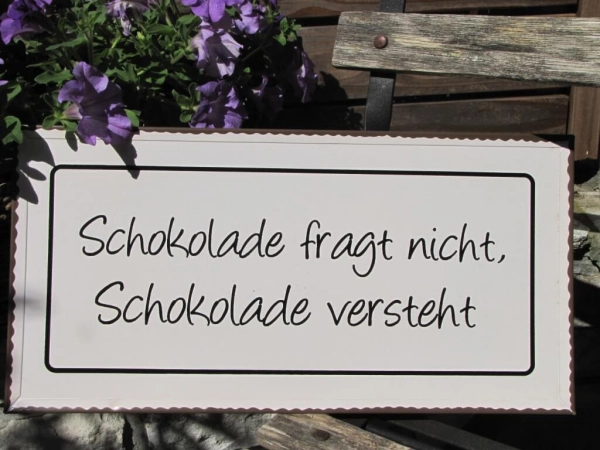 Schokolade fragt nicht,
Schokolade versteht